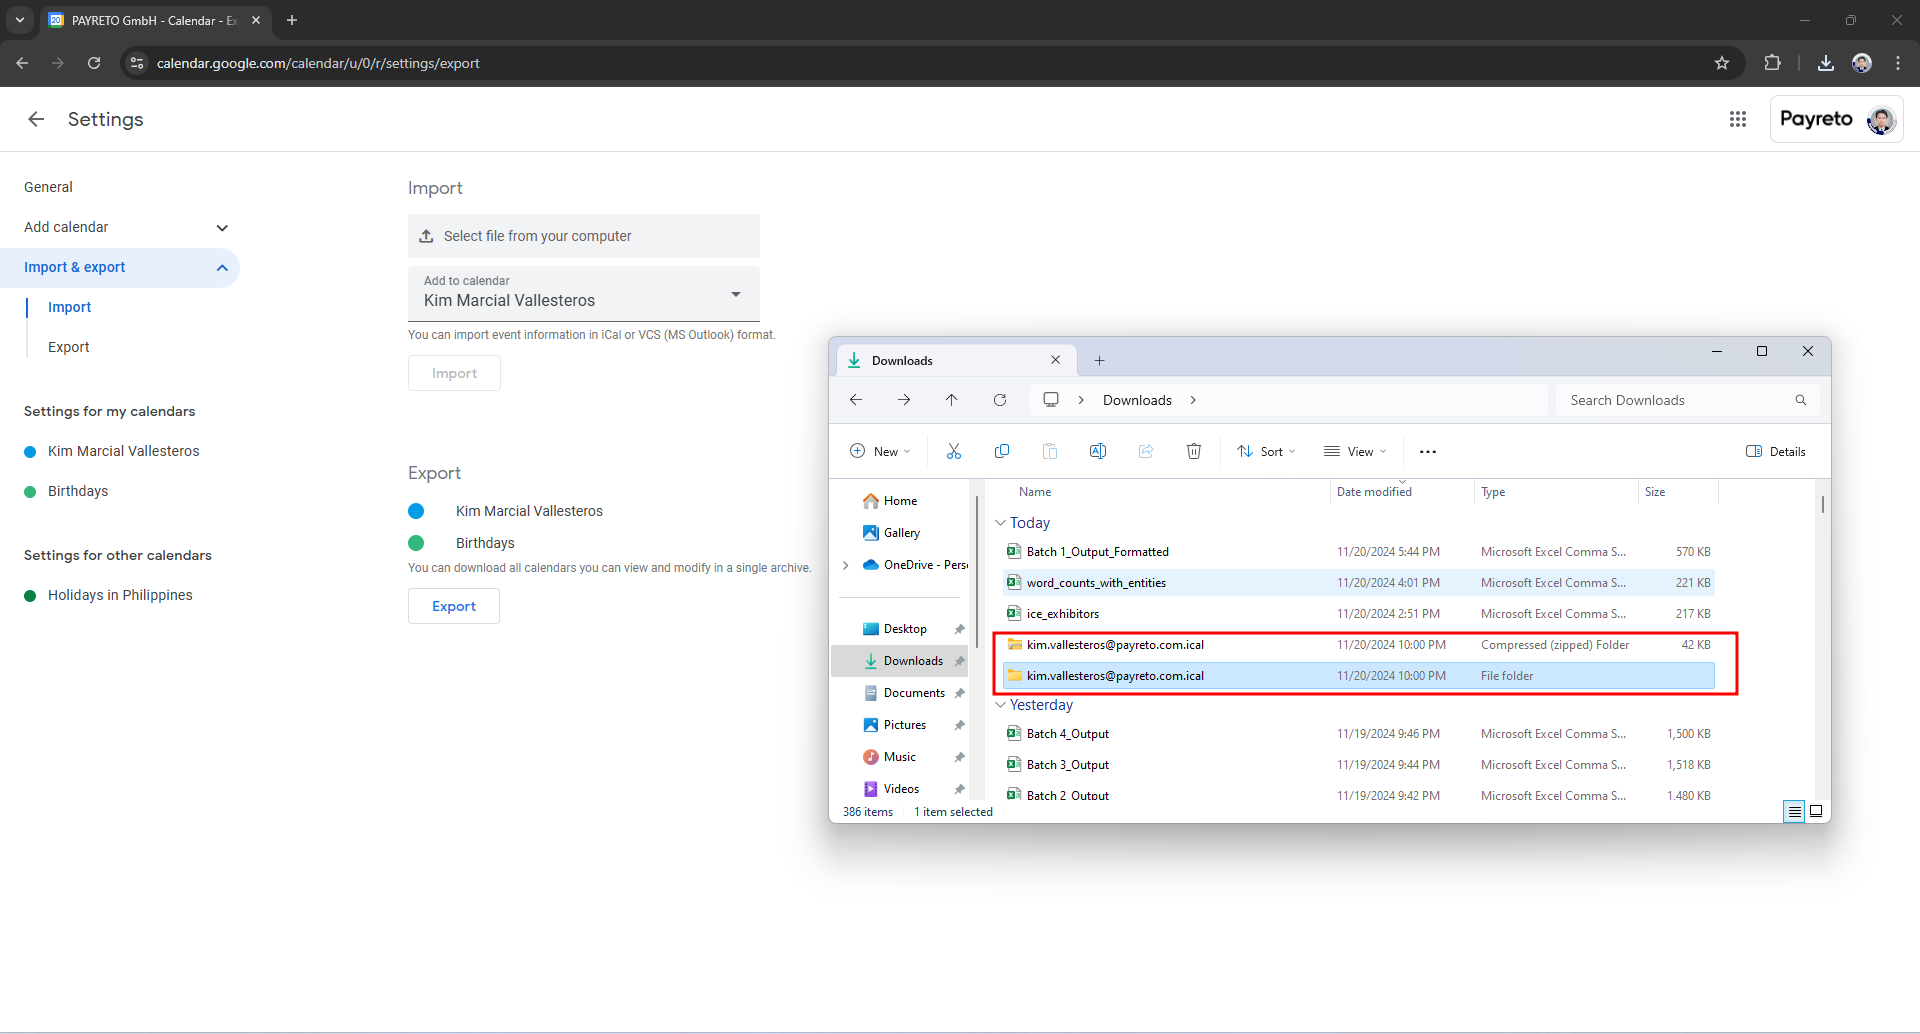 PAYRETO GmbH - Calendar - Ex
calendar.google.com/calendar/u/0/r/settings/export
Settings
Payreto
General
Add calendar
Import & export
Import
Export
Settings for my calendars
Kim Marcial Vallesteros
Birthdays
Settings for other calendars
Holidays in Philippines
Import
Select file from your computer
Add to calendar
Kim Marcial Vallesteros
You can import event information in iCal or VCS (MS Outlook) format.
Import
Export
Kim Marcial Vallesteros
Birthdays
You can download all calendars you can view and modify in a single archive.
Export
Downloads
Downloads
Search Downloads
New
Sort
View
Details
Home
Gallery
OneDrive - Perso
Desktop
Downloads
Documents
Pictures
Music
Videos
Name Date modified Type Size
Today
Batch 1_Output_Formatted 11/20/2024 5:44 PM Microsoft Excel Comma S... 570 KB
word_counts_with_entities 11/20/2024 4:01 PM Microsoft Excel Comma S... 221 KB
ice_exhibitors 11/20/2024 2:51 PM Microsoft Excel Comma S... 217 KB
kim.vallesteros@payreto.com.ical 11/20/2024 10:00 PM Compressed (zipped) Folder 42 KB
kim.vallesteros@payreto.com.ical 11/20/2024 10:00 PM File folder
Yesterday
Batch 4_Output 11/19/2024 9:46 PM Microsoft Excel Comma S... 1,500 KB
Batch 3_Output 11/19/2024 9:44 PM Microsoft Excel Comma S... 1,518 KB
Batch 2_Output 11/19/2024 9:42 PM Microsoft Excel Comma S... 1,480 KB
386 items 1 item selected